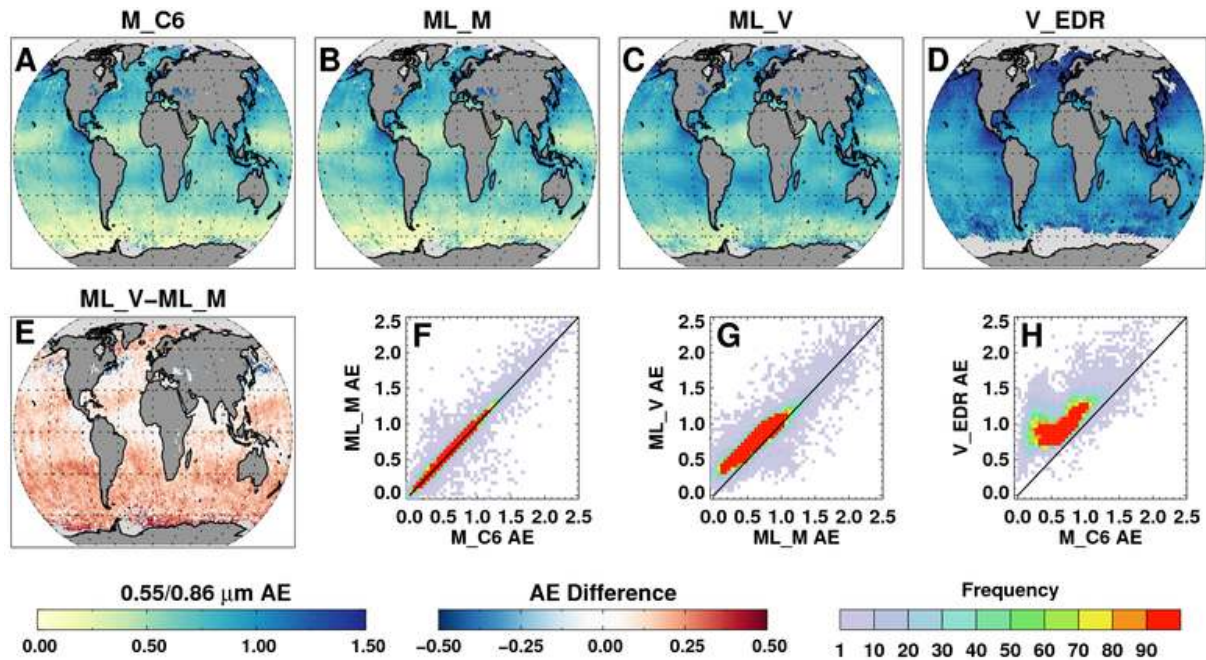 M_C6 ML_M ML_V V_EDR
A B C D
ML_V−ML_M
E F G H
2.5 2.5 2.5
2.0 2.0 2.0
1.5 1.5 1.5
1.0 1.0 1.0
0.5 0.5 0.5
0.0 0.0 0.0
ML_M AE ML_V AE V_EDR AE
0.0 0.5 1.0 1.5 2.0 2.5 0.0 0.5 1.0 1.5 2.0 2.5 0.0 0.5 1.0 1.5 2.0 2.5
M_C6 AE ML_M AE M_C6 AE
0.55/0.86 μm AE AE Difference Frequency
0.00 0.50 1.00 1.50 −0.50 −0.25 0.00 0.25 0.50 1 10 20 30 40 50 60 70 80 90